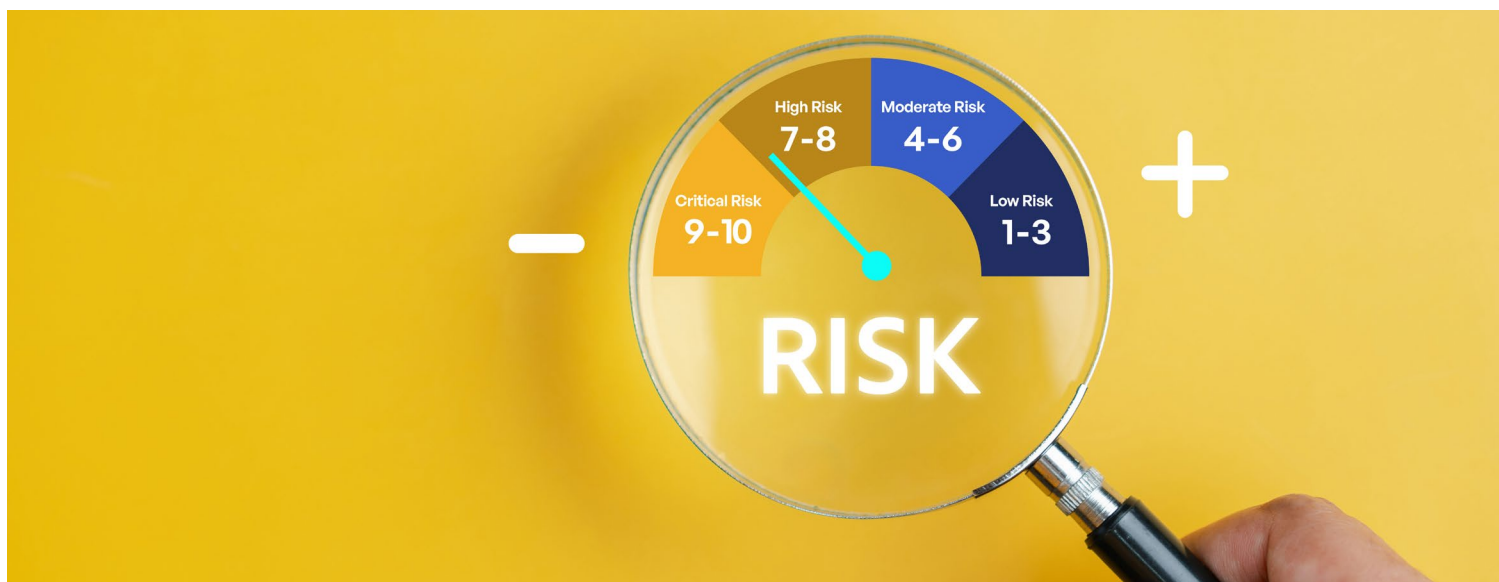 High Risk
7-8
Moderate Risk
4-6
Critical Risk
9-10
Low Risk
1-3
RISK